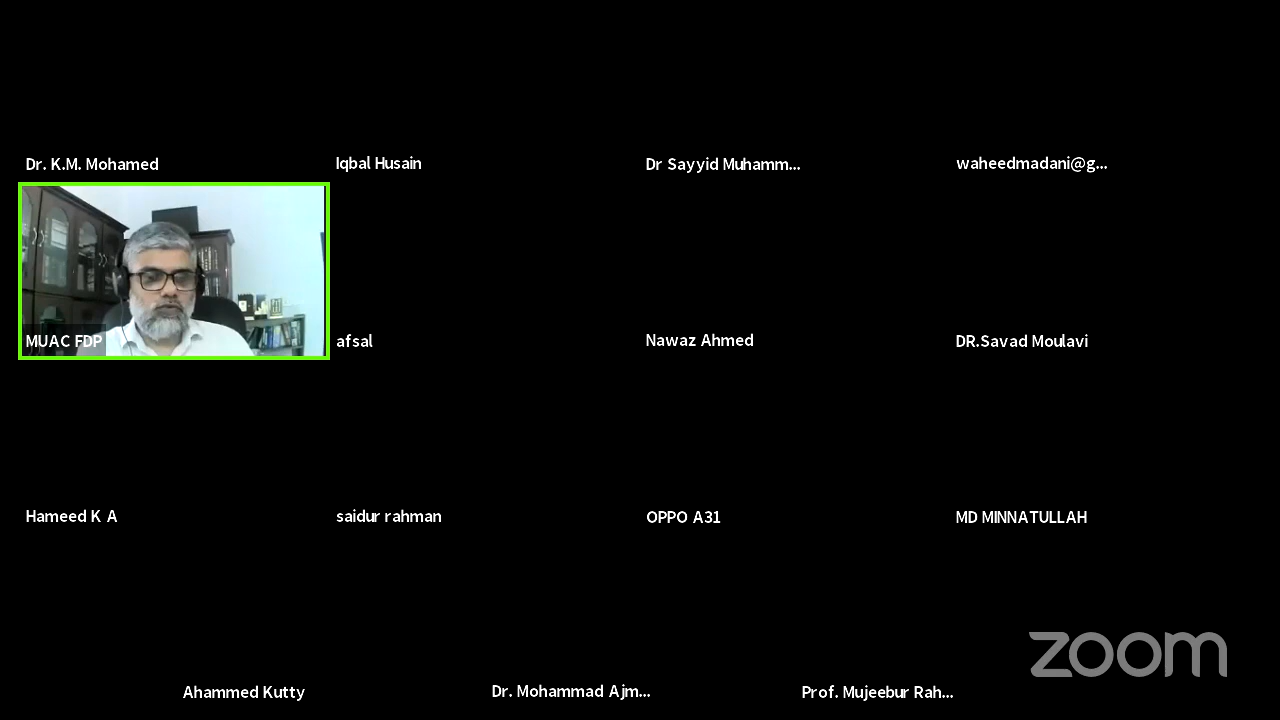 Dr. K.M. Mohamed
Iqbal Husain
Dr Sayyid Muhamm...
waheedmadani@g...
MUAC FDP
afsal
Nawaz Ahmed
DR.Savad Moulavi
Hameed K A
saidur rahman
OPPO A31
MD MINNATULLAH
zoom
Ahammed Kutty
Dr. Mohammad Ajm...
Prof. Mujeebur Rah...